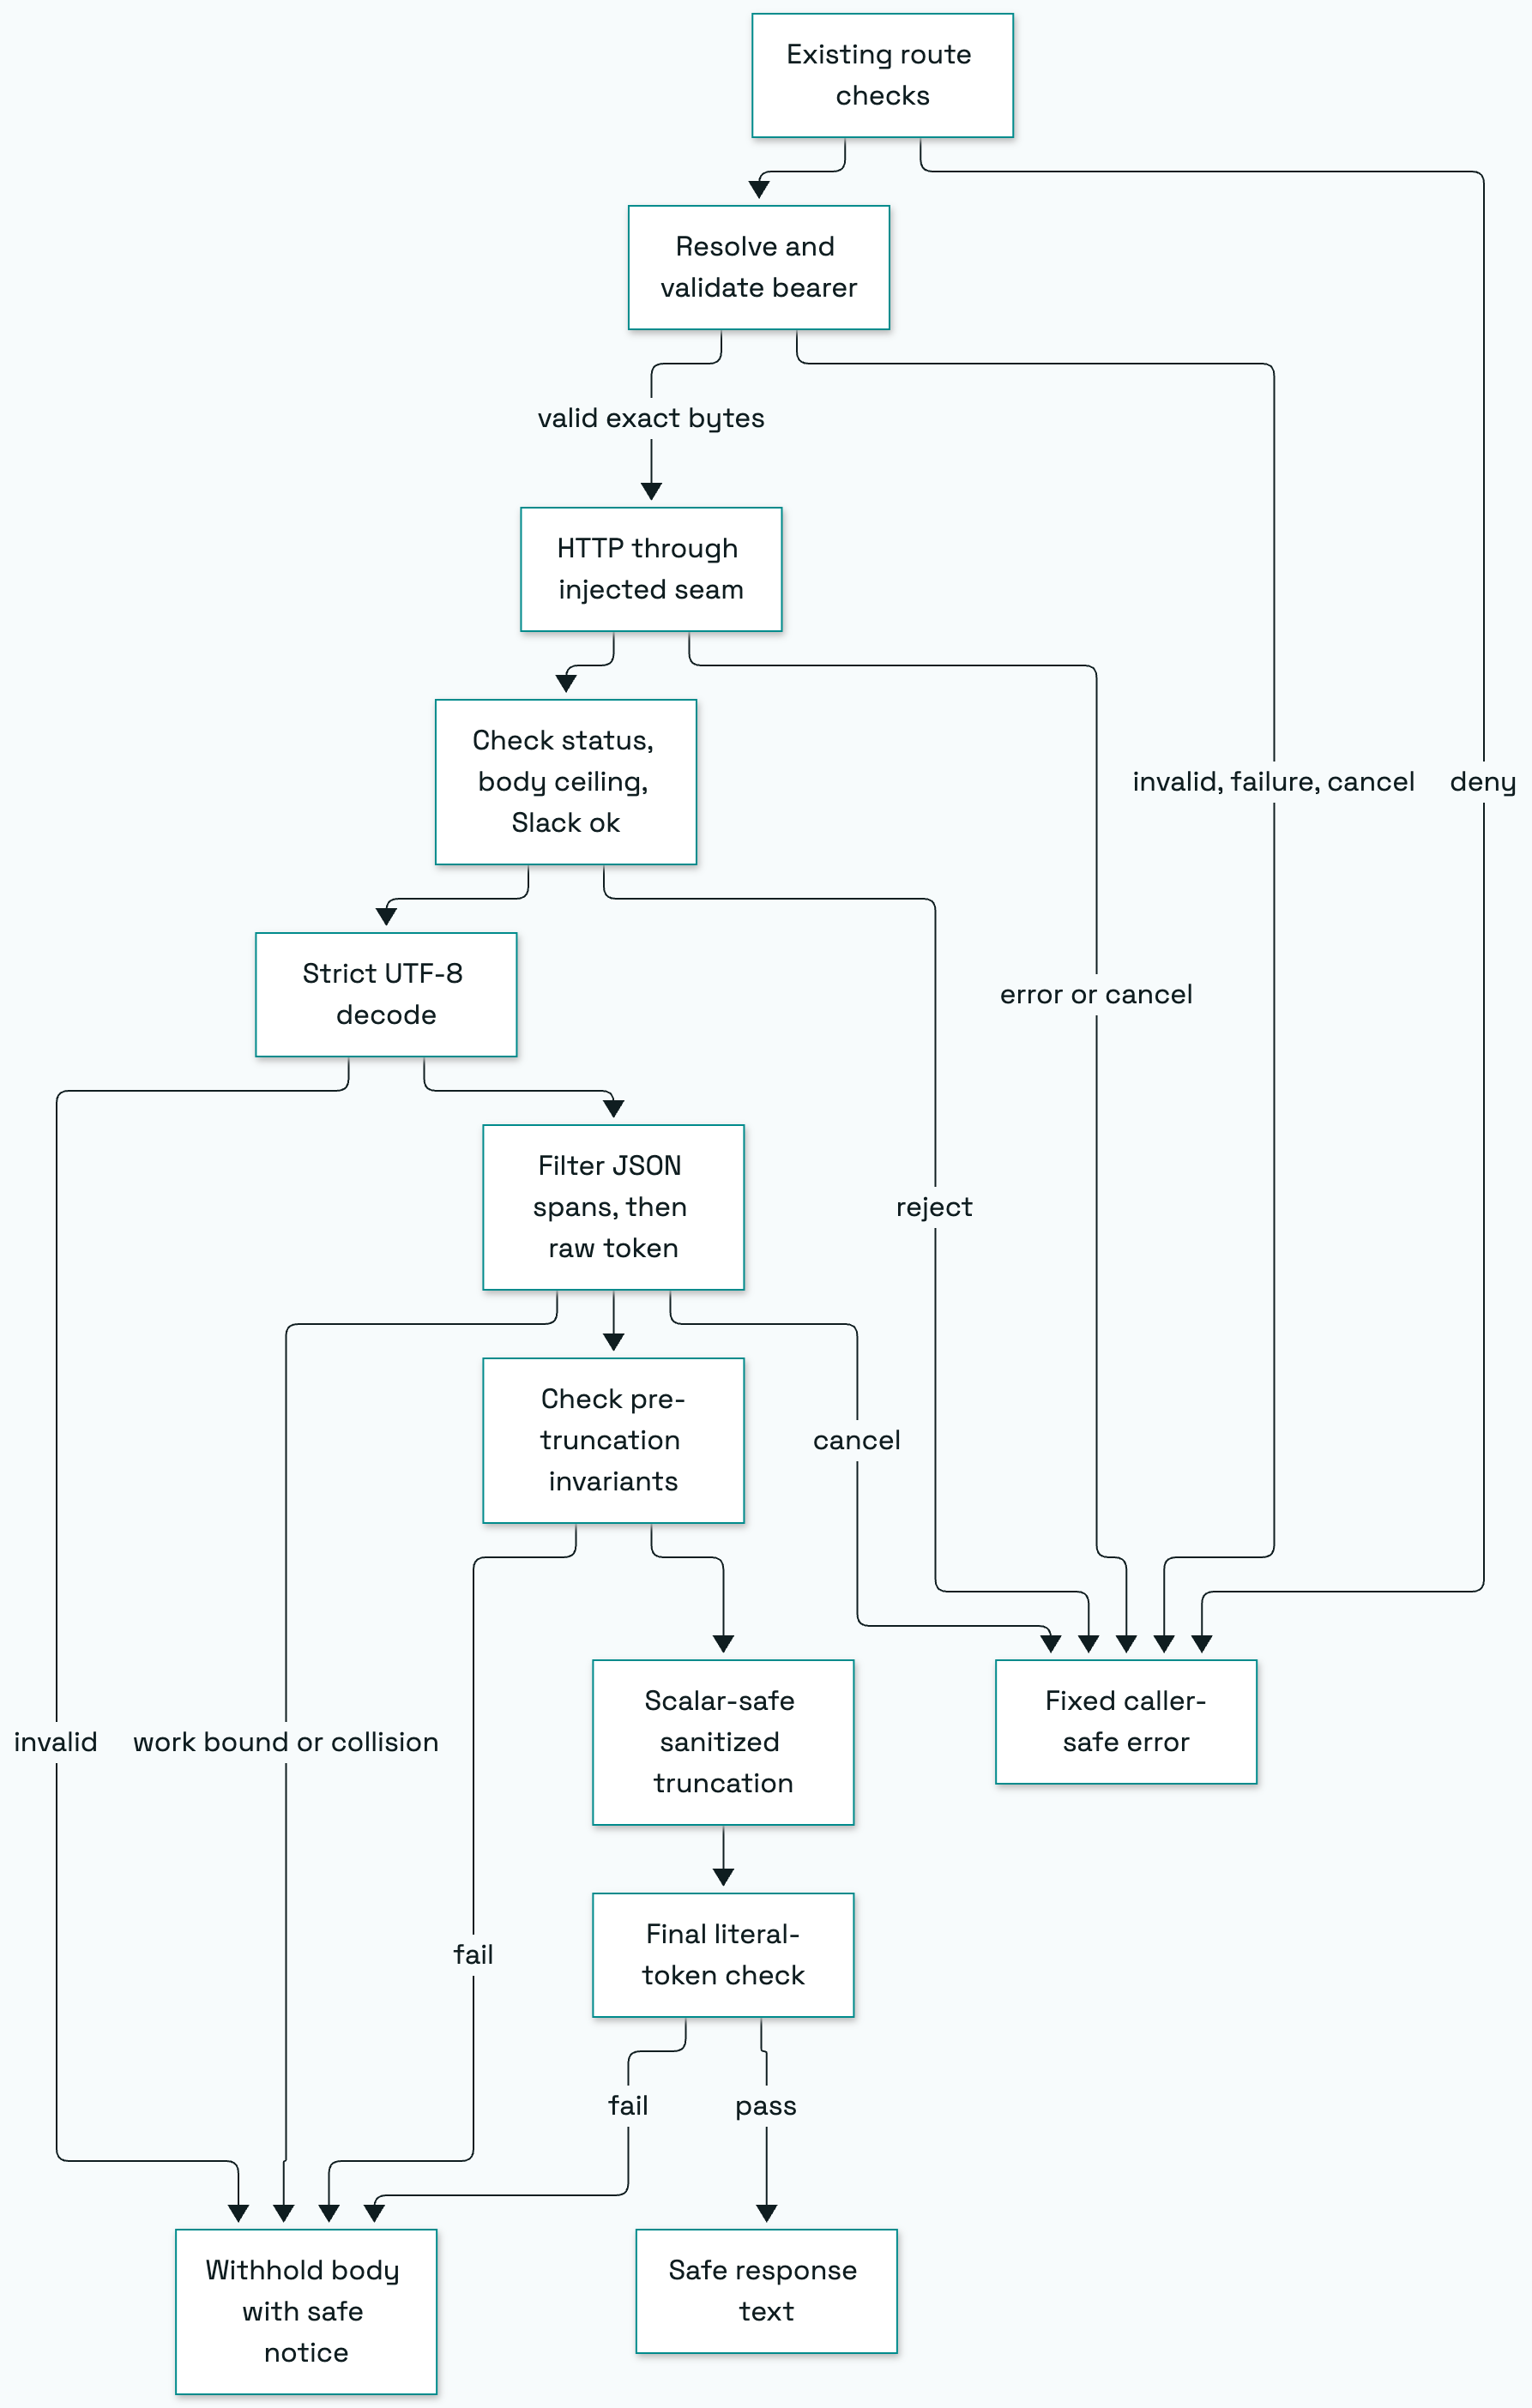 Existing route
checks
Resolve and
validate bearer
valid exact bytes
HTTP through
injected seam
Check status,
body ceiling,
Slack ok
invalid, failure, cancel
deny
Strict UTF-8
decode
error or cancel
Filter JSON
spans, then
raw token
reject
Check pre-
truncation
invariants
cancel
Scalar-safe
sanitized
truncation
Fixed caller-
safe error
invalid
work bound or collision
Final literal-
token check
fail
fail
pass
Withhold body
with safe
notice
Safe response
text